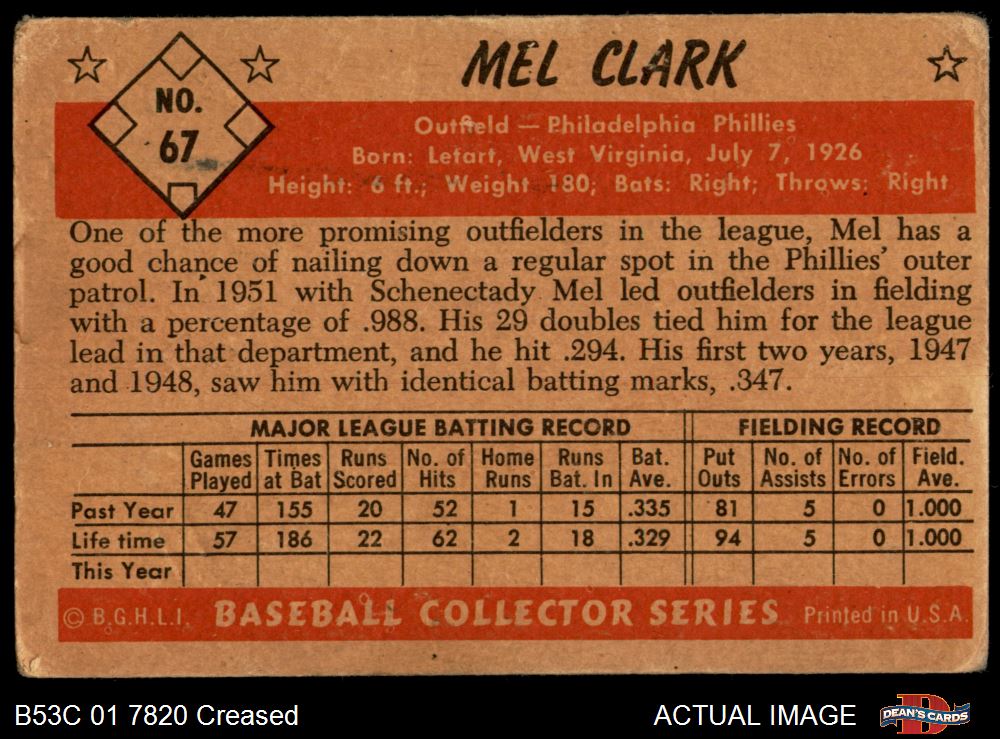 MEL CLARK
NO.
67
Outfield — Philadelphia Phillies
Born: Letart, West Virginia, July 7, 1926
Height: 6 ft.; Weight 180; Bats: Right; Throws: Right
One of the more promising outfielders in the league, Mel has a
good chance of nailing down a regular spot in the Phillies' outer
patrol. In 1951 with Schenectady Mel led outfielders in fielding
with a percentage of .988. His 29 doubles tied him for the league
lead in that department, and he hit .294. His first two years, 1947
and 1948, saw him with identical batting marks, .347.
MAJOR LEAGUE BATTING RECORD FIELDING RECORD
Games Times Runs No. of Home Runs Bat. Put No. of No. of Field.
Played at Bat Scored Hits Runs Bat. In Ave. Outs Assists Errors Ave.
Past Year 47 155 20 52 1 15 .335 81 5 0 1.000
Life time 57 186 22 62 2 18 .329 94 5 0 1.000
This Year
© B.G.H.L.I. BASEBALL COLLECTOR SERIES Printed in U.S.A.
B53C 01 7820 Creased ACTUAL IMAGE DEAN'S CARDS